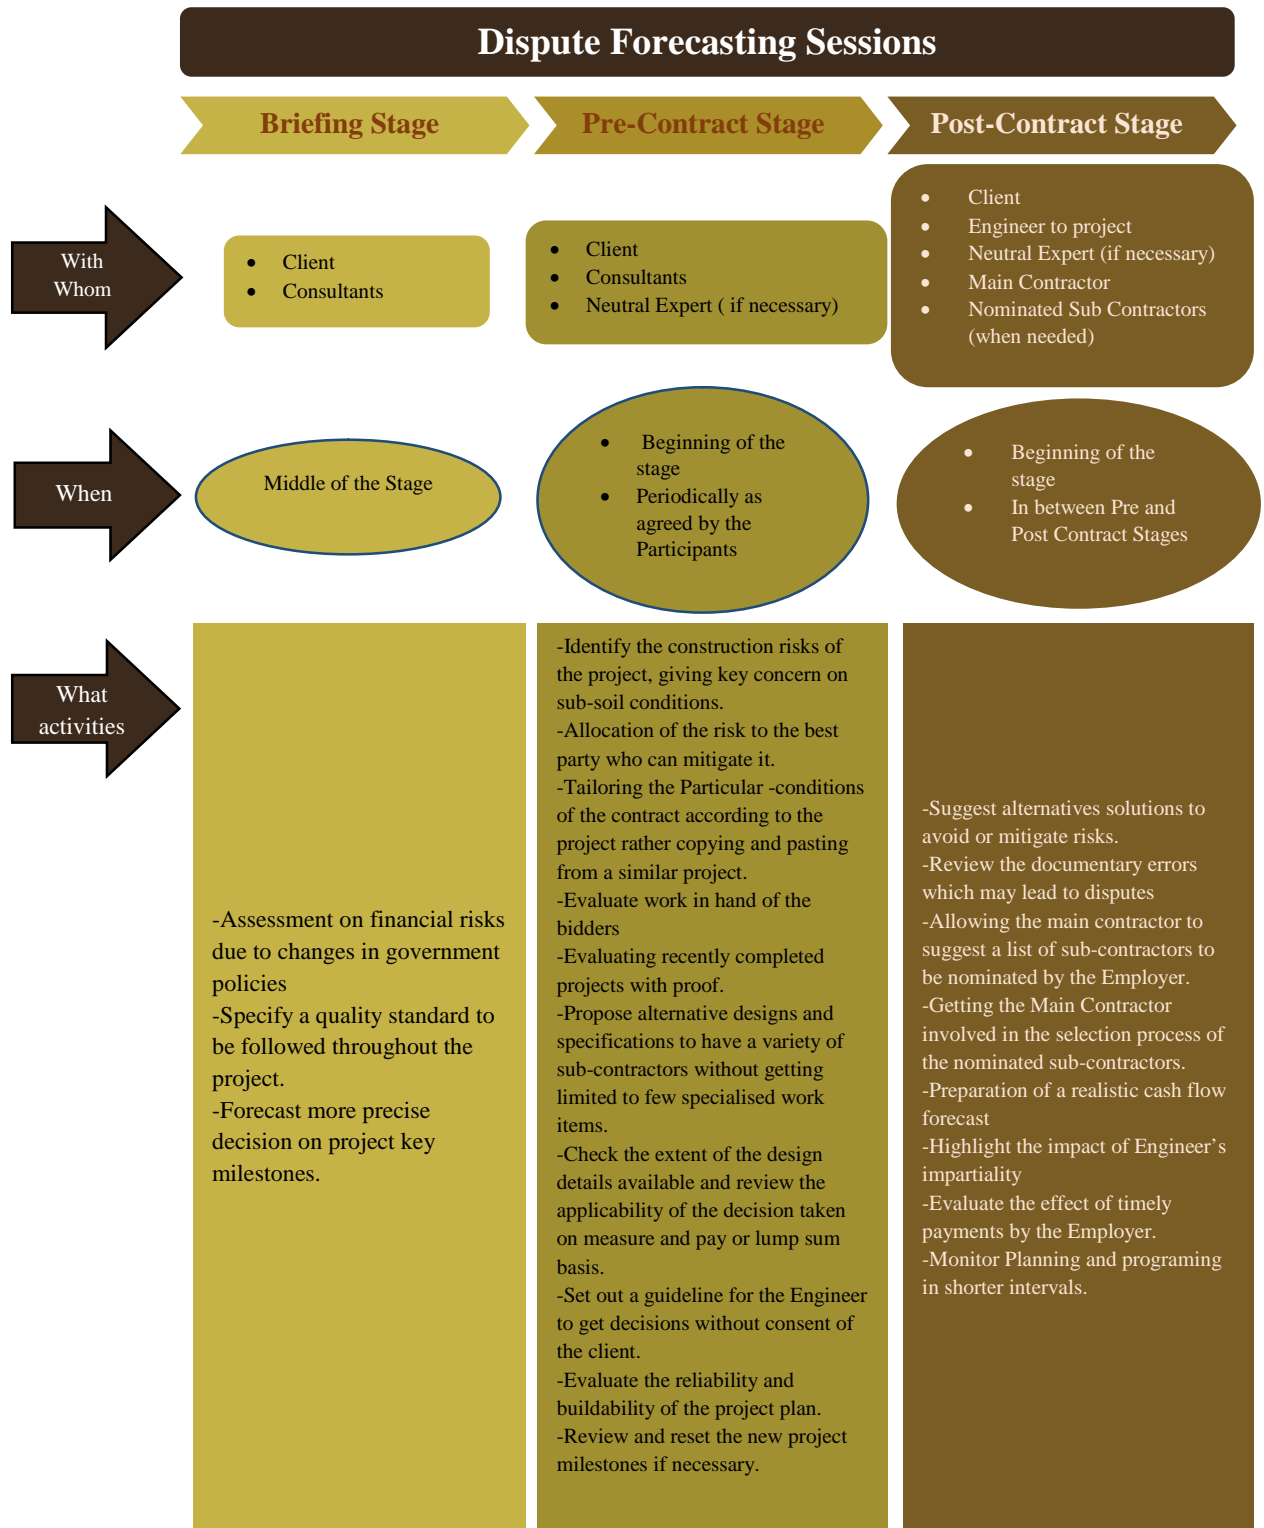 Dispute Forecasting Sessions
Briefing Stage
Pre-Contract Stage
Post-Contract Stage
With
Whom
• Client
• Consultants
• Client
• Consultants
• Neutral Expert ( if necessary)
• Client
• Engineer to project
• Neutral Expert (if necessary)
• Main Contractor
• Nominated Sub Contractors
(when needed)
When
Middle of the Stage
• Beginning of the
stage
• Periodically as
agreed by the
Participants
• Beginning of the
stage
• In between Pre and
Post Contract Stages
What
activities
-Assessment on financial risks
due to changes in government
policies
-Specify a quality standard to
be followed throughout the
project.
-Forecast more precise
decision on project key
milestones.
-Identify the construction risks of
the project, giving key concern on
sub-soil conditions.
-Allocation of the risk to the best
party who can mitigate it.
-Tailoring the Particular -conditions
of the contract according to the
project rather copying and pasting
from a similar project.
-Evaluate work in hand of the
bidders
-Evaluating recently completed
projects with proof.
-Propose alternative designs and
specifications to have a variety of
sub-contractors without getting
limited to few specialised work
items.
-Check the extent of the design
details available and review the
applicability of the decision taken
on measure and pay or lump sum
basis.
-Set out a guideline for the Engineer
to get decisions without consent of
the client.
-Evaluate the reliability and
buildability of the project plan.
-Review and reset the new project
milestones if necessary.
-Suggest alternatives solutions to
avoid or mitigate risks.
-Review the documentary errors
which may lead to disputes
-Allowing the main contractor to
suggest a list of sub-contractors to
be nominated by the Employer.
-Getting the Main Contractor
involved in the selection process of
the nominated sub-contractors.
-Preparation of a realistic cash flow
forecast
-Highlight the impact of Engineer’s
impartiality
-Evaluate the effect of timely
payments by the Employer.
-Monitor Planning and programing
in shorter intervals.